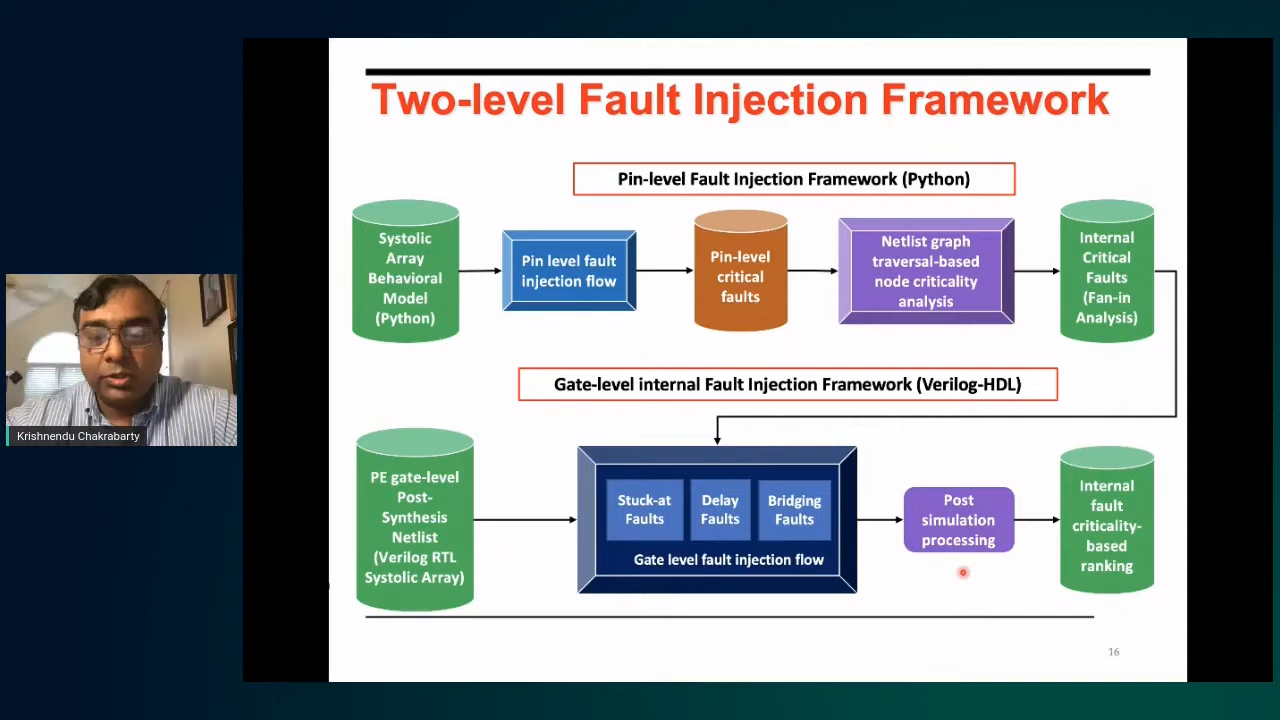 Two-level Fault Injection Framework
Pin-level Fault Injection Framework (Python)
Systolic
Array
Behavioral
Model
(Python)
Pin level fault
injection flow
Pin-level
critical
faults
Netlist graph
traversal-based
node criticality
analysis
Internal
Critical
Faults
(Fan-in
Analysis)
Gate-level internal Fault Injection Framework (Verilog-HDL)
Krishnendu Chakrabarty
PE gate-level
Post-
Synthesis
Netlist
(Verilog RTL
Systolic Array)
Stuck-at
Faults
Delay
Faults
Bridging
Faults
Gate level fault injection flow
Post
simulation
processing
Internal
fault
criticality-
based
ranking
16